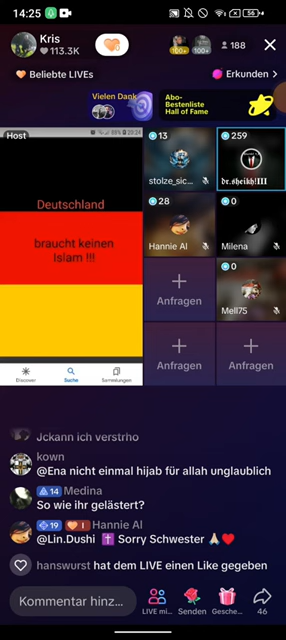 14:25
56
Kris
113.3K
100+
100+
188
Beliebte LIVEs
Erkunden >
Vielen Dank
Abo-
Bestenliste
Hall of Fame
Host
Deutschland
braucht keinen
Islam !!!
Discover
Suche
Sammlungen
13
stolze_sic...
259
dr.sheikh!III
28
Hannie Al
0
Milena
Anfragen
0
Mell75
Anfragen
Anfragen
Jckann ich verstrho
kown
@Ena nicht einmal hijab für allah unglaublich
14 Medina
So wie ihr gelästert?
19 I Hannie Al
@Lin.Dushi ✝️ Sorry Schwester 🙏🏼❤️
hanswurst hat dem LIVE einen Like gegeben
Kommentar hinz...
LIVE mi...
Senden
Gesche...
46